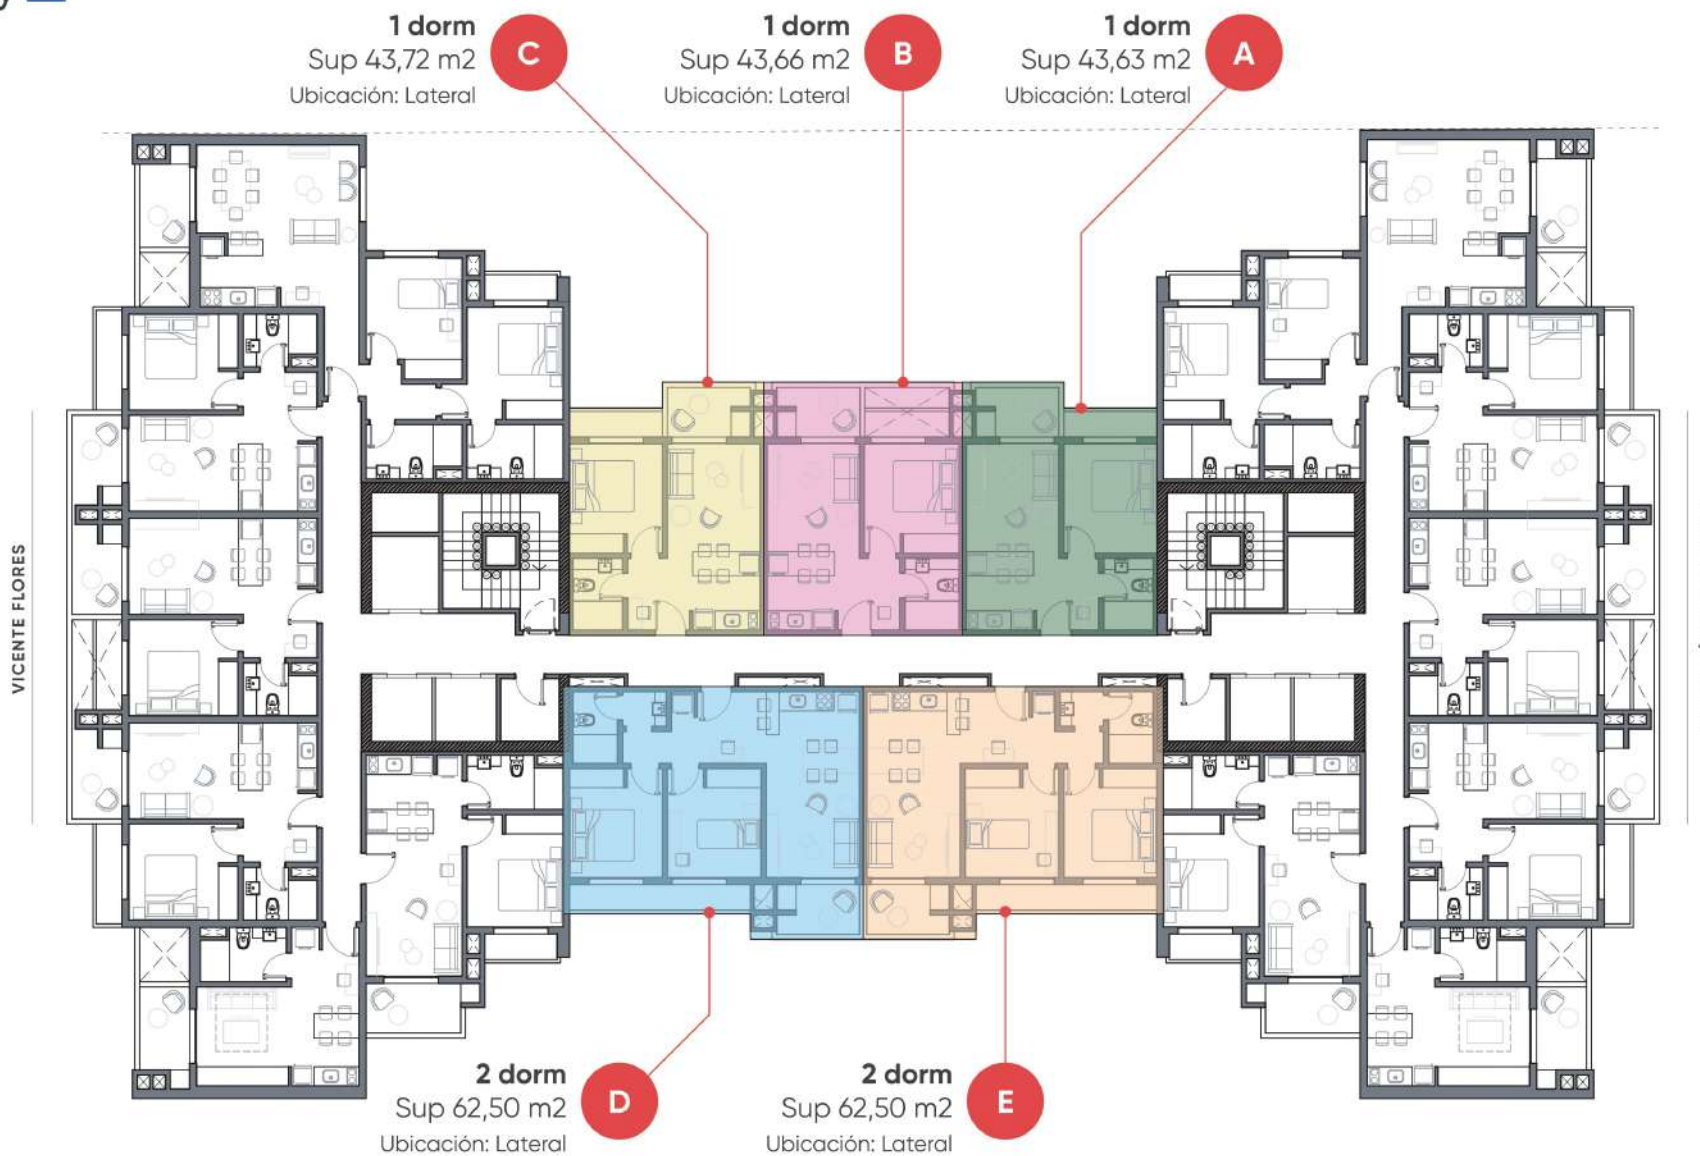 1 dorm
Sup 43,72 m2
Ubicación: Lateral
C
1 dorm
Sup 43,66 m2
Ubicación: Lateral
B
1 dorm
Sup 43,63 m2
Ubicación: Lateral
A
VICENTE FLORES
2 dorm
Sup 62,50 m2
Ubicación: Lateral
D
2 dorm
Sup 62,50 m2
Ubicación: Lateral
E